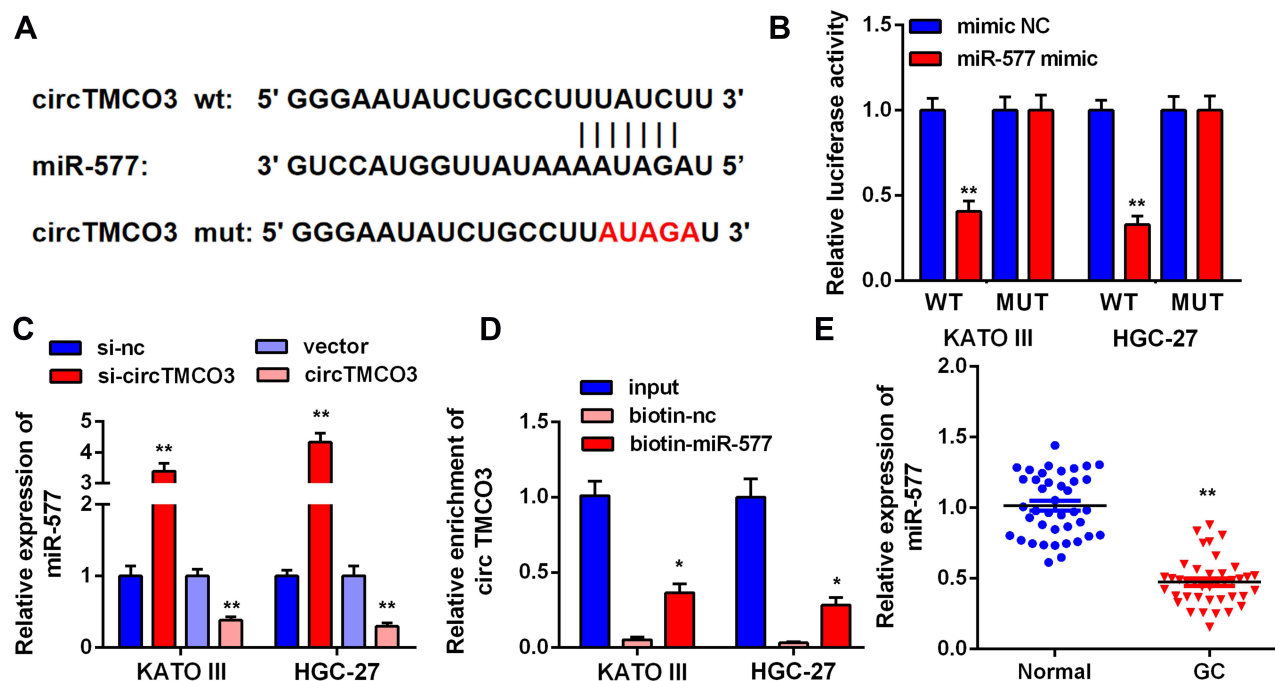 A
circTMCO3 wt: 5' GGGAAUAUCUGCCUUUAUCUU 3'
miR-577: 3' GUCCAUGGUUAUAAAAUAGAU 5’
circTMCO3 mut: 5' GGGAAUAUCUGCCUUAUAGAU 3'
B
Relative luciferase activity
mimic NC
miR-577 mimic
1.5
1.0
0.5
0.0
**
**
WT MUT WT MUT
KATO III HGC-27
C
si-nc
si-circTMCO3
vector
circTMCO3
Relative expression of
miR-577
5
4
3
2
1
0
**
**
**
**
KATO III HGC-27
D
input
biotin-nc
biotin-miR-577
Relative enrichment of
circ TMCO3
1.5
1.0
0.5
0.0
*
*
KATO III HGC-27
E
Relative expression of
miR-577
2.0
1.5
1.0
0.5
0.0
**
Normal GC